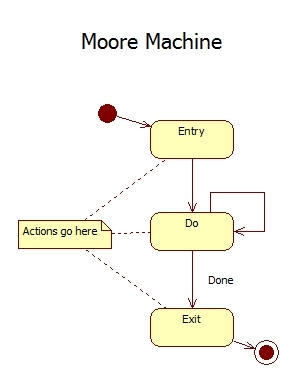 Moore Machine
Entry
Do
Actions go here
Done
Exit